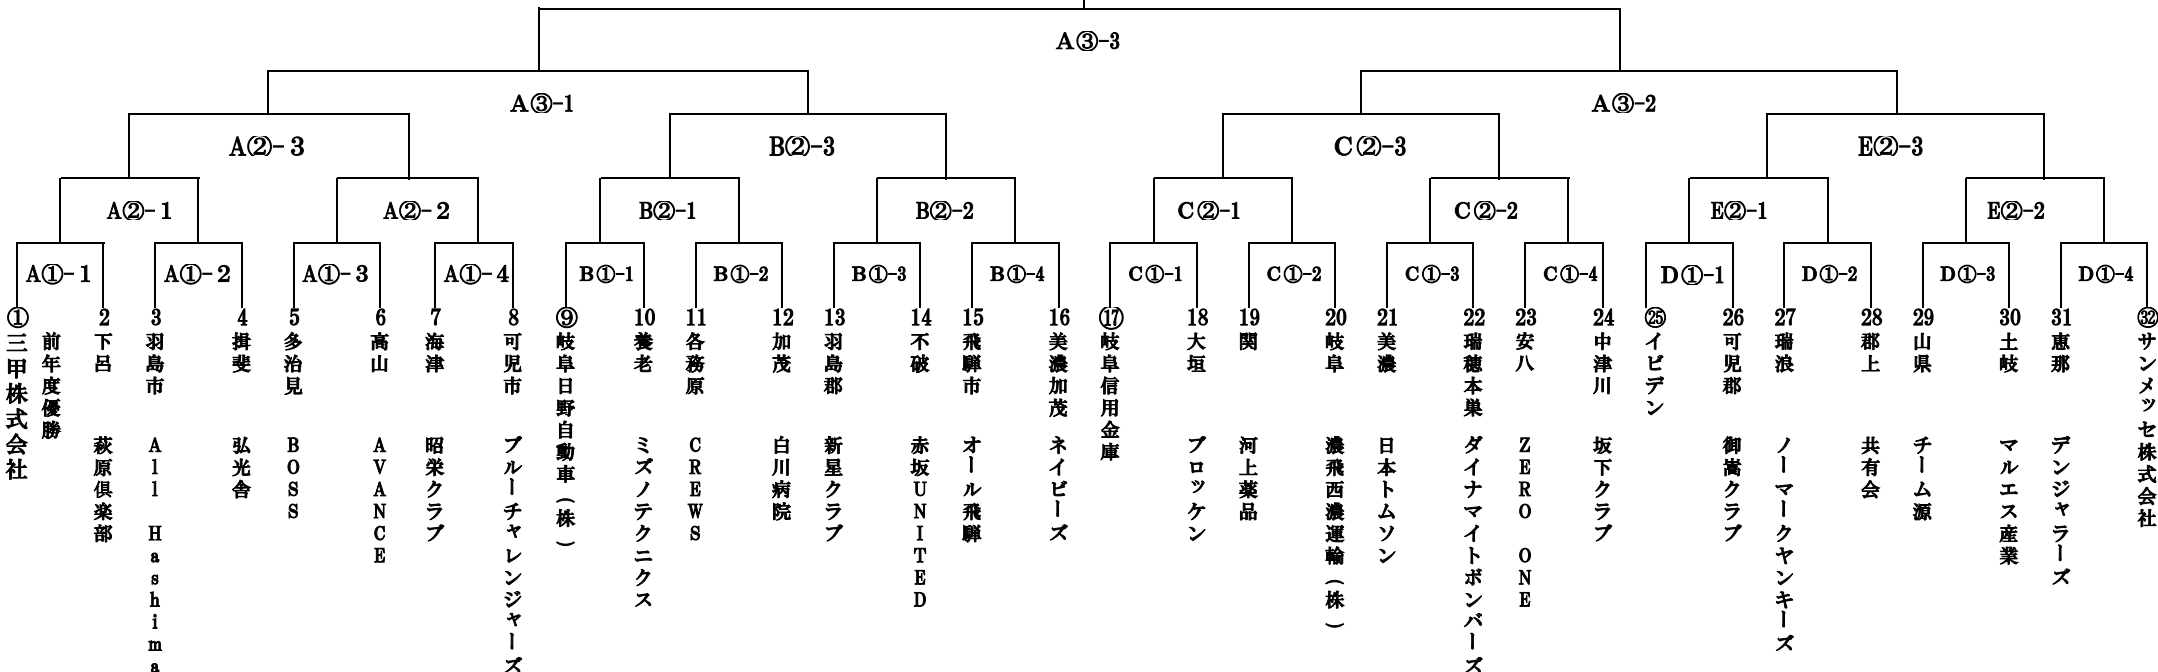 A③-3
A③-1
A③-2
A②-3
B②-3
C②-3
E②-3
A②-1
A②-2
B②-1
B②-2
C②-1
C②-2
E②-1
E②-2
A①-1
A①-2
A①-3
A①-4
B①-1
B①-2
B①-3
B①-4
C①-1
C①-2
C①-3
C①-4
D①-1
D①-2
D①-3
D①-4
① 三甲株式会社
前年度優勝
2 下呂 萩原倶楽部
3 羽島市 All Hashima
4 揖斐 弘光舎
5 多治見 BOSS
6 高山 AVANCE
7 海津 昭栄クラブ
8 可児市 ブルーチャレンジャーズ
⑨ 岐阜日野自動車(株)
10 養老 ミズノテクニクス
11 各務原 CREWS
12 加茂 白川病院
13 羽島郡 新星クラブ
14 不破 赤坂UNITED
15 飛騨市 オール飛騨
16 美濃加茂 ネイビーズ
⑰ 岐阜信用金庫
18 大垣 ブロッケン
19 関 河上薬品
20 岐阜 濃飛西濃運輸(株)
21 美濃 日本トムソン
22 瑞穂本巣 ダイナマイトボンバーズ
23 安八 ZERO ONE
24 中津川 坂下クラブ
㉕ イビデン
26 可児郡 御嵩クラブ
27 瑞浪 ノーマークヤンキーズ
28 郡上 共有会
29 山県 チーム源
30 土岐 マルエス産業
31 恵那 デンジャラーズ
㉜ サンメッセ株式会社